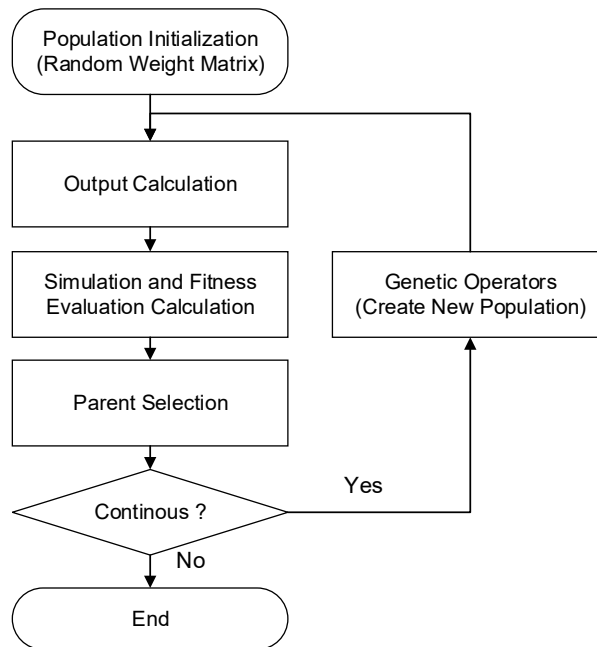 Population Initialization
(Random Weight Matrix)
Output Calculation
Simulation and Fitness
Evaluation Calculation
Genetic Operators
(Create New Population)
Parent Selection
Continous ?
Yes
No
End